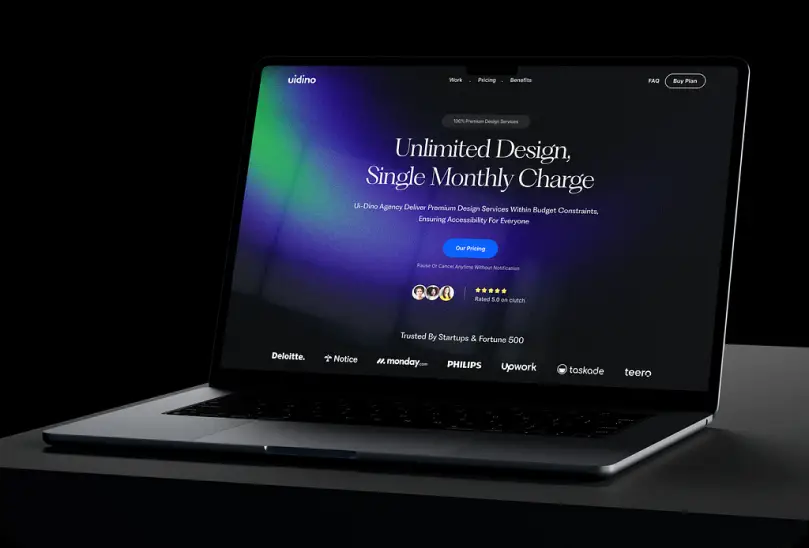 uidino
Work . Pricing . Benefits
FAQ
Buy Plan
100% Premium Design Services
Unlimited Design,
Single Monthly Charge
Ui-Dino Agency Deliver Premium Design Services Within Budget Constraints,
Ensuring Accessibility For Everyone
Our Pricing
Pause Or Cancel Anytime Without Notification
Rated 5.0 on clutch
Trusted By Startups & Fortune 500
Deloitte.
Notice
monday.com
PHILIPS
Upwork
taskade
teero